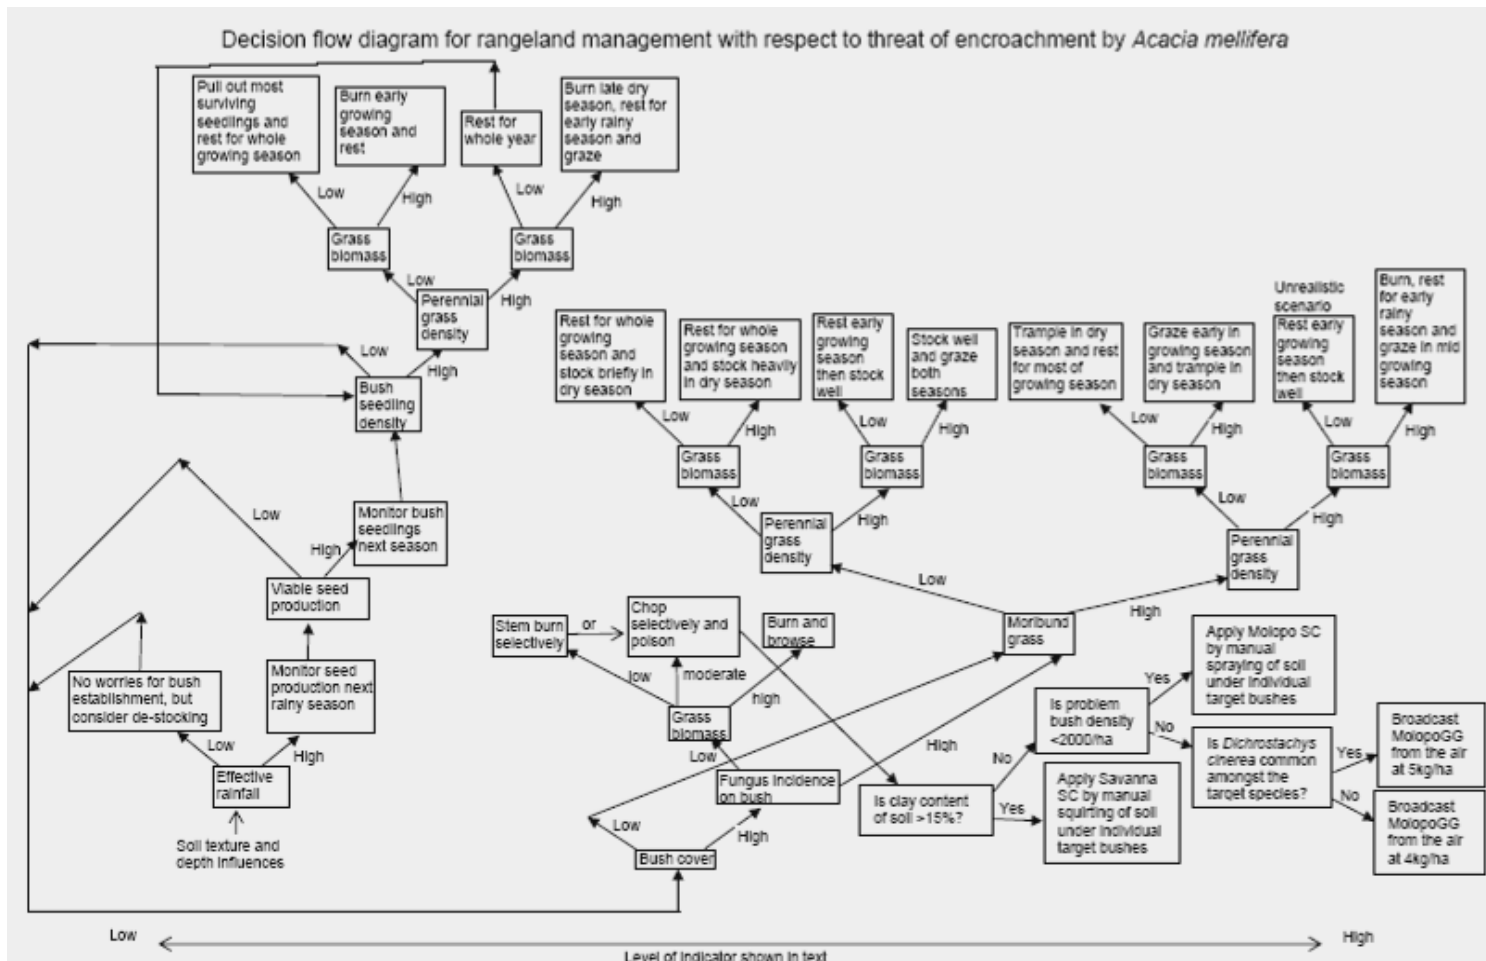 Decision flow diagram for rangeland management with respect to threat of encroachment by Acacia mellifera
Pull out most
surviving
seedlings and
rest for whole
growing season
Burn early
growing
season and
rest
Rest for
whole year
Burn late dry
season, rest for
early rainy
season and
graze
Low
High
Low
High
Grass
biomass
Grass
biomass
Low
High
Perennial
grass
density
Low
High
Bush
seedling
density
Rest for whole
growing
season and
stock briefly in
dry season
Rest for whole
growing season
and stock heavily
in dry season
Rest early
growing
season
then stock
well
Stock well
and graze
both
seasons
Trample in dry
season and rest
for most of
growing season
Graze early in
growing season
and trample in
dry season
Unrealistic
scenario
Rest early
growing
season
then stock
well
Burn, rest
for early
rainy
season and
graze in mid
growing
season
Low
High
Low
High
Low
High
Low
High
Grass
biomass
Grass
biomass
Grass
biomass
Grass
biomass
Low
High
Low
High
Perennial
grass
density
Perennial
grass
density
Low
High
Monitor bush
seedlings
next season
Low
High
Viable seed
production
Moribund
grass
Stem burn
selectively
or
Chop
selectively and
poison
Burn and
browse
low
moderate
high
Grass
biomass
Low
High
Fungus incidence
on bush
Low
High
Bush cover
No worries for bush
establishment, but
consider de-stocking
Monitor seed
production next
rainy season
Low
High
Effective
rainfall
Soil texture and
depth influences
Is clay content
of soil >15%?
No
Yes
Is problem
bush density
<2000/ha
Yes
No
Apply Molopo SC
by manual
spraying of soil
under individual
target bushes
Apply Savanna
SC by manual
squirting of soil
under individual
target bushes
Is Dichrostachys
cinerea common
amongst the
target species?
Yes
No
Broadcast
MolopoGG
from the air
at 5kg/ha
Broadcast
MolopoGG
from the air
at 4kg/ha
Low
High
Level of indicator shown in text